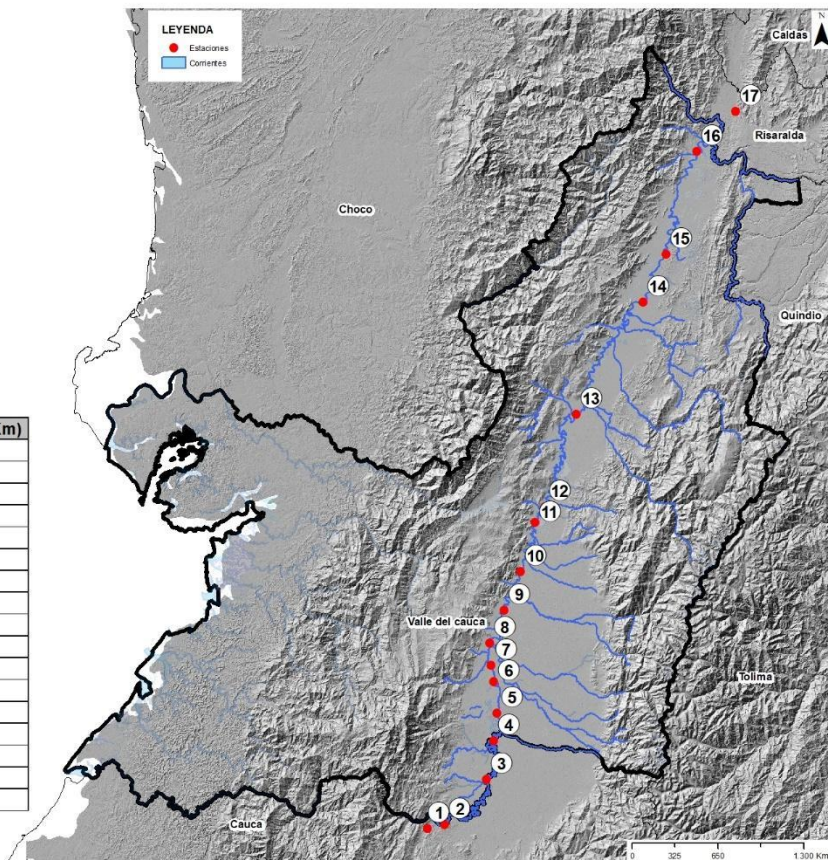 LEYENDA
Estaciones
Corrientes
N
Caldas
17
Risaralda
16
Choco
15
14
Quindio
13
Km)
12
11
10
9
Valle del cauca
8
7
6
Tolima
5
4
3
Cauca
1
2
0 325 650 1.300 Km